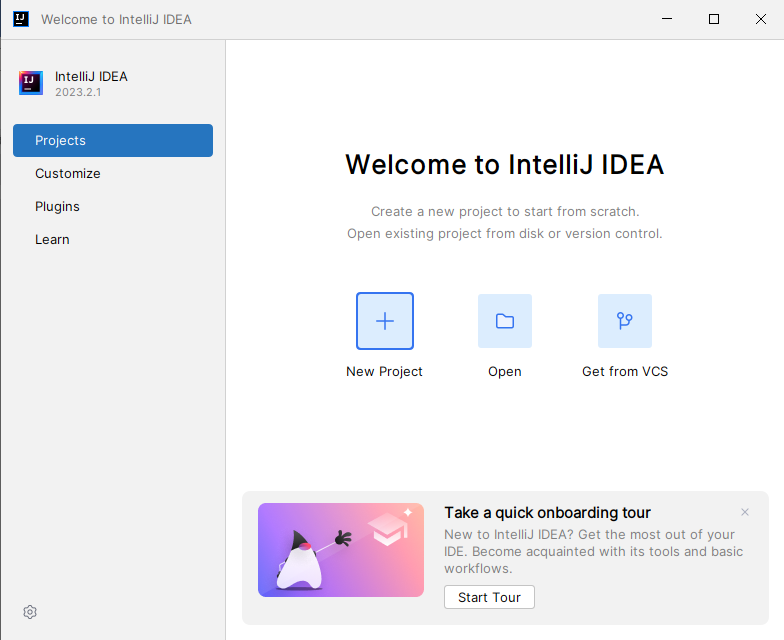 Welcome to IntelliJ IDEA
IntelliJ IDEA
2023.2.1
Projects
Customize
Plugins
Learn
Welcome to IntelliJ IDEA
Create a new project to start from scratch.
Open existing project from disk or version control.
New Project
Open
Get from VCS
Take a quick onboarding tour
New to IntelliJ IDEA? Get the most out of your
IDE. Become acquainted with its tools and basic
workflows.
Start Tour